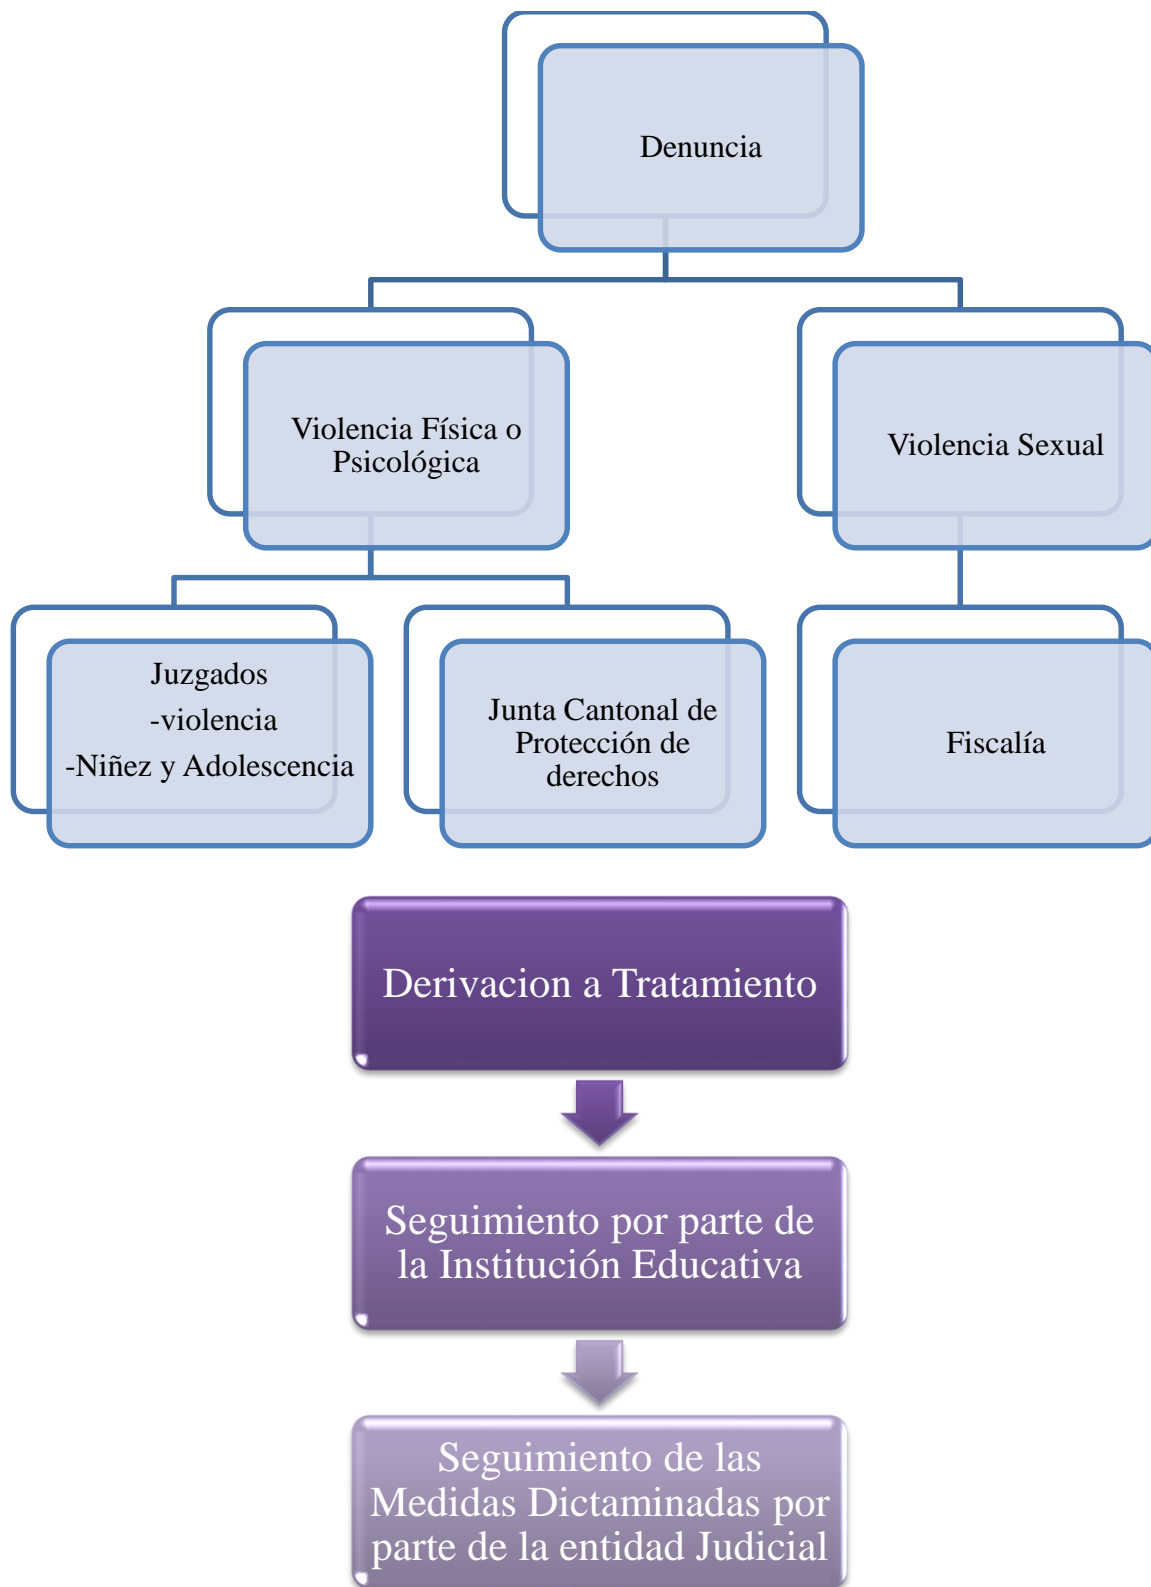 Denuncia
Violencia Física o
Psicológica
Violencia Sexual
Juzgados
-violencia
-Niñez y Adolescencia
Junta Cantonal de
Protección de
derechos
Fiscalía
Derivacion a Tratamiento
Seguimiento por parte de
la Institución Educativa
Seguimiento de las
Medidas Dictaminadas por
parte de la entidad Judicial